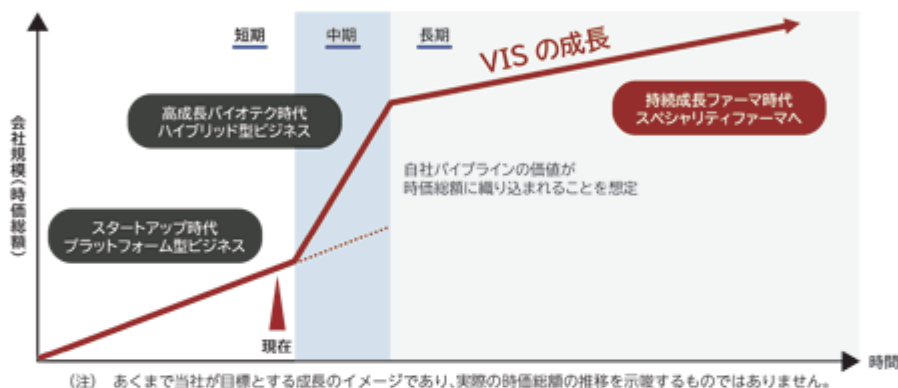 短期
中期
長期
VIS の成長
高成長バイオテク時代
ハイブリッド型ビジネス
持続成長ファーマ時代
スペシャリティファーマへ
会社規模(時価総額)
自社パイプラインの価値が
時価総額に織り込まれることを想定
スタートアップ時代
プラットフォーム型ビジネス
現在
時間
(注) あくまで当社が目標とする成長のイメージであり、実際の時価総額の推移を示唆するものではありません。